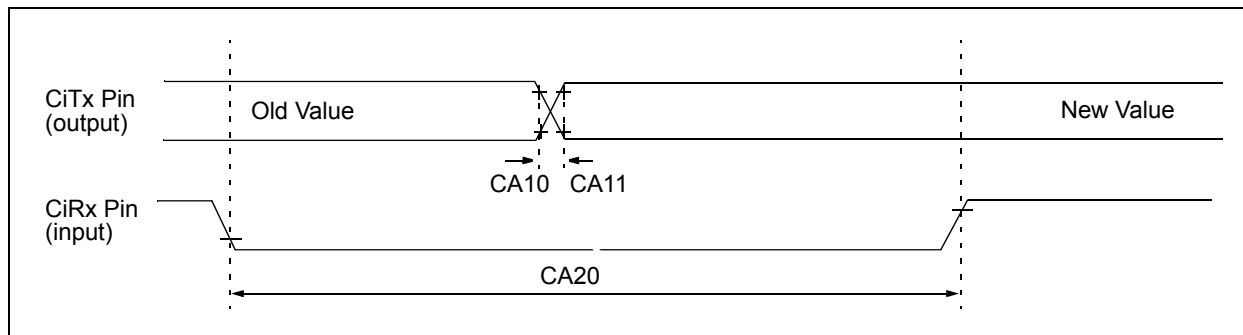 CiTx Pin
(output)
Old Value
New Value
CA10 CA11
CiRx Pin
(input)
CA20